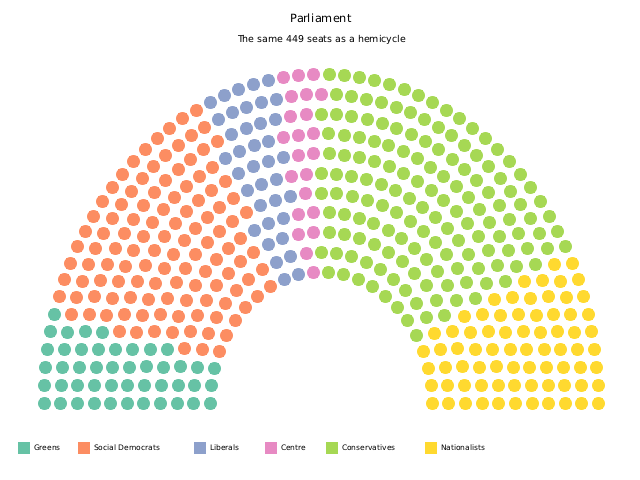 Parliament
The same 449 seats as a hemicycle
Greens Social Democrats Liberals Centre Conservatives Nationalists